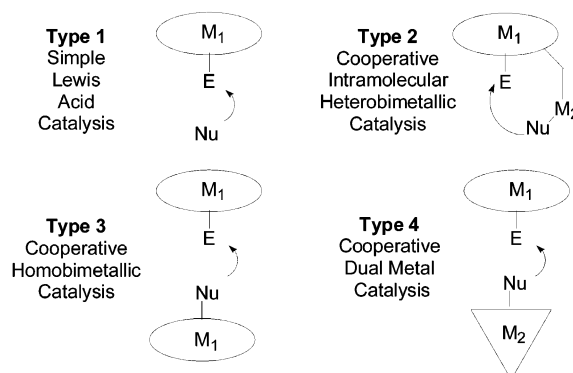 Type 1
Simple
Lewis
Acid
Catalysis
M₁
E
Nu
Type 2
Cooperative
Intramolecular
Heterobimetallic
Catalysis
M₁
E
M₂
Nu
Type 3
Cooperative
Homobimetallic
Catalysis
M₁
E
Nu
M₁
Type 4
Cooperative
Dual Metal
Catalysis
M₁
E
Nu
M₂